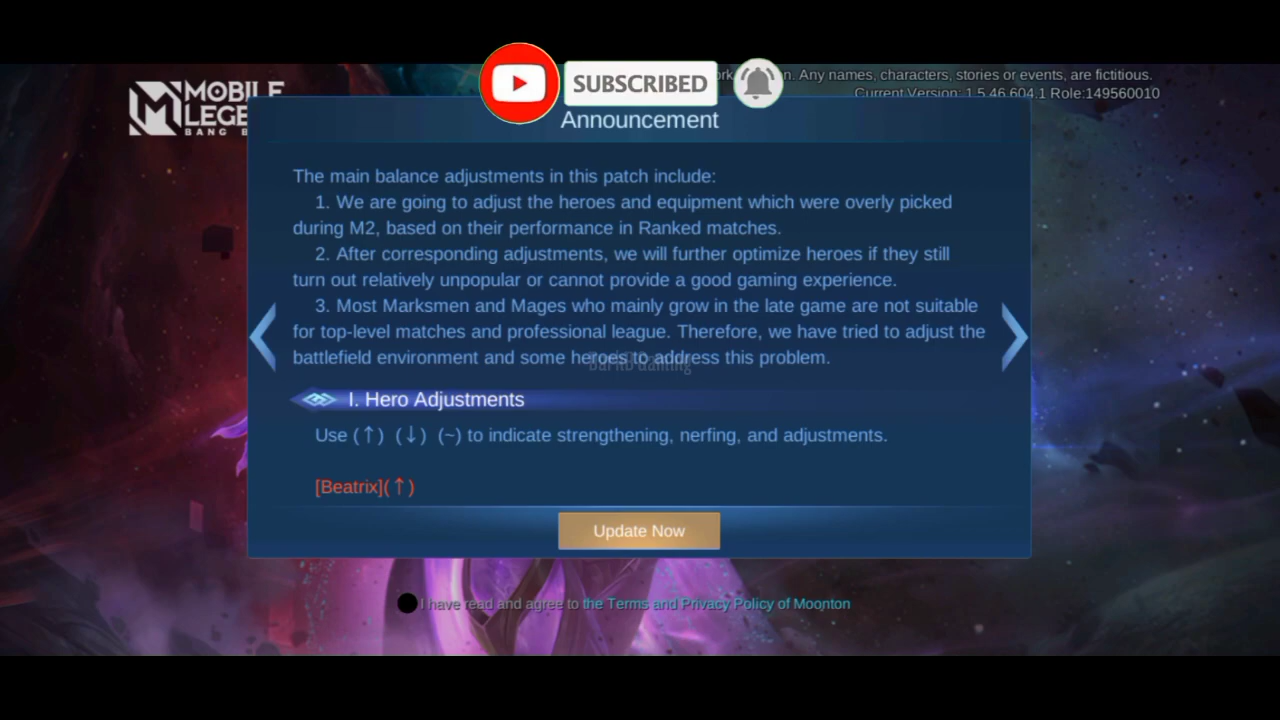 SUBSCRIBED
n. Any names, characters, stories or events, are fictitious.
Current Version: 1.5.46.604.1 Role:149560010
MOBILE
LEGE
BANG B
Announcement
The main balance adjustments in this patch include:
1. We are going to adjust the heroes and equipment which were overly picked
during M2, based on their performance in Ranked matches.
2. After corresponding adjustments, we will further optimize heroes if they still
turn out relatively unpopular or cannot provide a good gaming experience.
3. Most Marksmen and Mages who mainly grow in the late game are not suitable
for top-level matches and professional league. Therefore, we have tried to adjust the
battlefield environment and some heroes to address this problem.
I. Hero Adjustments
Use (↑) (↓) (~) to indicate strengthening, nerfing, and adjustments.
[Beatrix](↑)
Update Now
I have read and agree to the Terms and Privacy Policy of Moonton